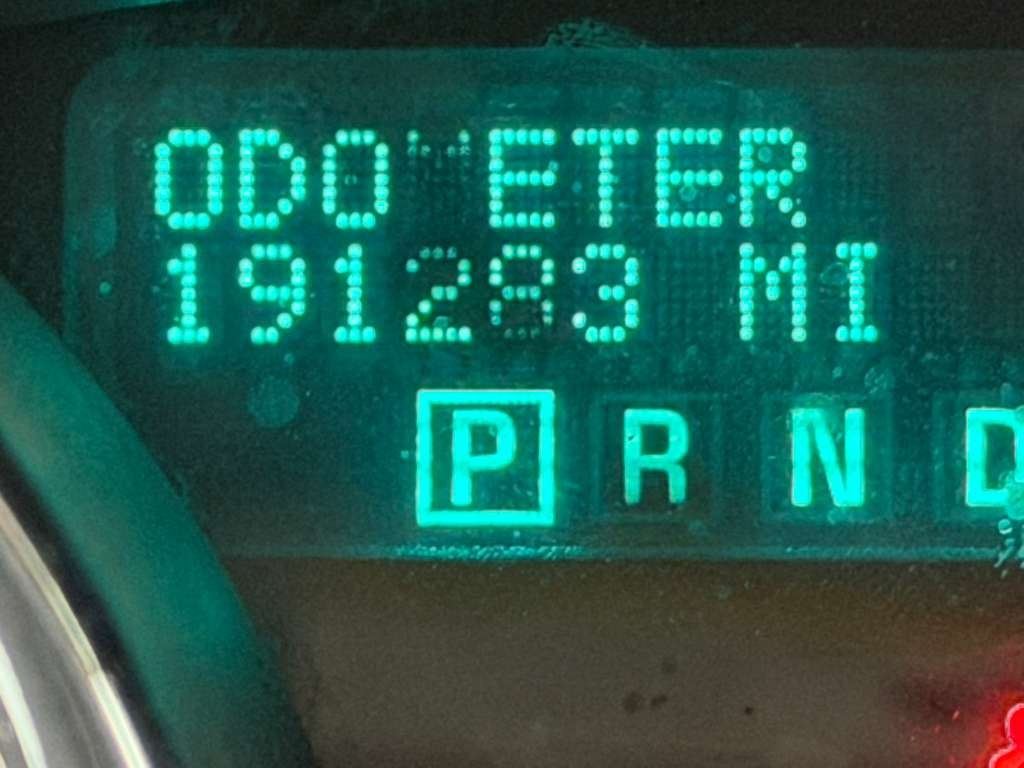 ODOMETER
191283 MI
P R N D